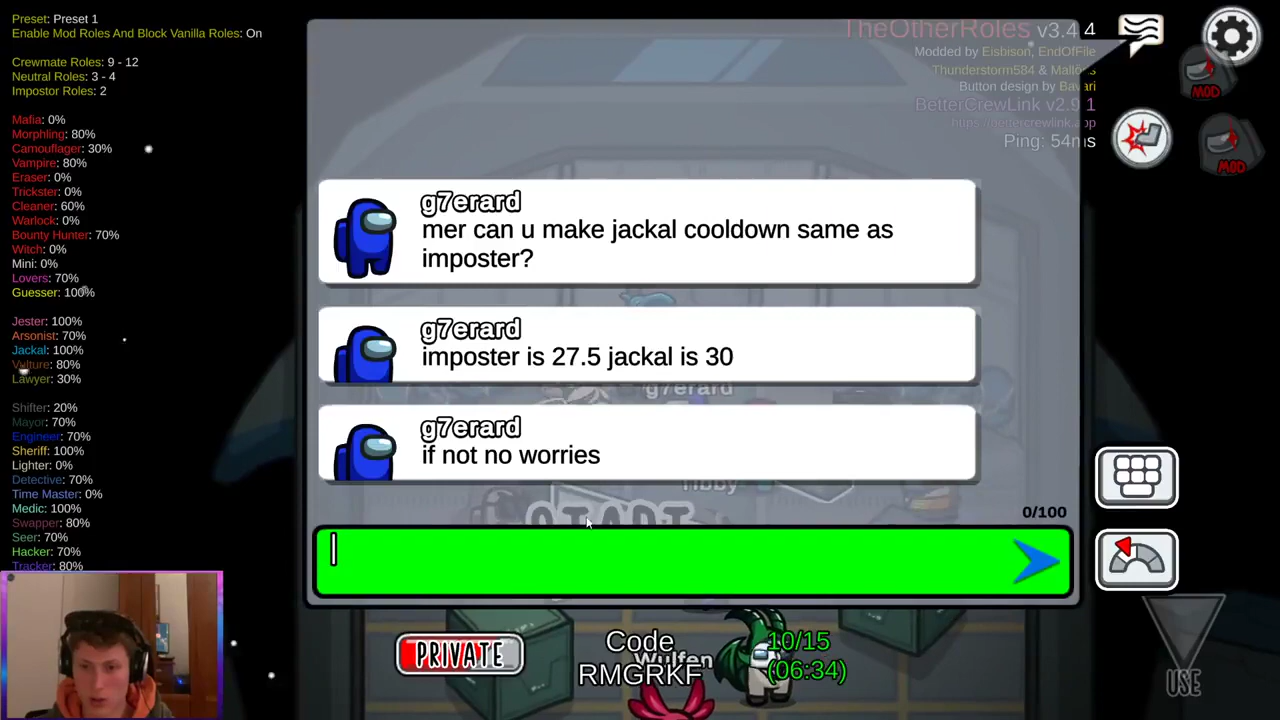 Preset: Preset 1
Enable Mod Roles And Block Vanilla Roles: On
Crewmate Roles: 9 - 12
Neutral Roles: 3 - 4
Impostor Roles: 2
Mafia: 0%
Morphling: 80%
Camouflager: 30%
Vampire: 80%
Eraser: 0%
Trickster: 0%
Cleaner: 60%
Warlock: 0%
Bounty Hunter: 70%
Witch: 0%
Mini: 0%
Lovers: 70%
Guesser: 100%
Jester: 100%
Arsonist: 70%
Jackal: 100%
Vulture: 80%
Lawyer: 30%
Shifter: 20%
Mayor: 70%
Engineer: 70%
Sheriff: 100%
Lighter: 0%
Detective: 70%
Time Master: 0%
Medic: 100%
Swapper: 80%
Seer: 70%
Hacker: 70%
Tracker: 80%
TheOtherRoles v3.4.4
Modded by Eisbison, EndOfFile
Thunderstorm584 & Mallöris
Button design by Bavari
BetterCrewLink v2.9.1
https://bettercrewlink.app
Ping: 54ms
MOD
MOD
g7erard
mer can u make jackal cooldown same as
imposter?
g7erard
imposter is 27.5 jackal is 30
g7erard
g7erard
if not no worries
Tibby
START
0/100
PRIVATE
Code
RMGRKF
Wulfen
10/15
(06:34)
USE